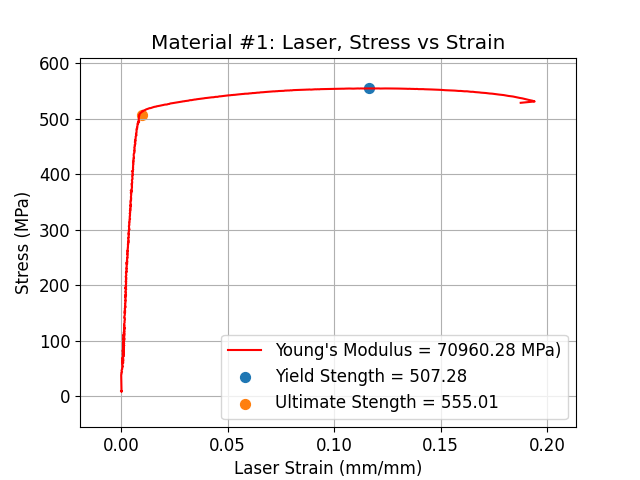 Material #1: Laser, Stress vs Strain
600
500
400
300
200
100
0
Stress (MPa)
Young's Modulus = 70960.28 MPa)
Yield Stength = 507.28
Ultimate Stength = 555.01
0.00 0.05 0.10 0.15 0.20
Laser Strain (mm/mm)